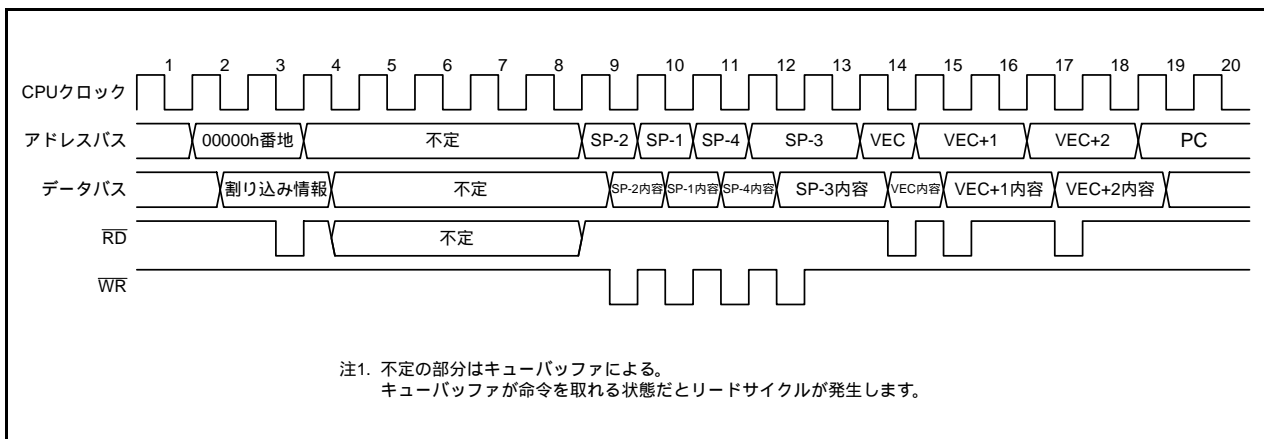 1 2 3 4 5 6 7 8 9 10 11 12 13 14 15 16 17 18 19 20
CPUクロック
アドレスバス 00000h番地 不定 SP-2 SP-1 SP-4 SP-3 VEC VEC+1 VEC+2 PC
データバス 割り込み情報 不定 SP-2内容 SP-1内容 SP-4内容 SP-3内容 VEC内容 VEC+1内容 VEC+2内容
RD 不定
WR
注1. 不定の部分はキューバッファによる。
キューバッファが命令を取れる状態だとリードサイクルが発生します。